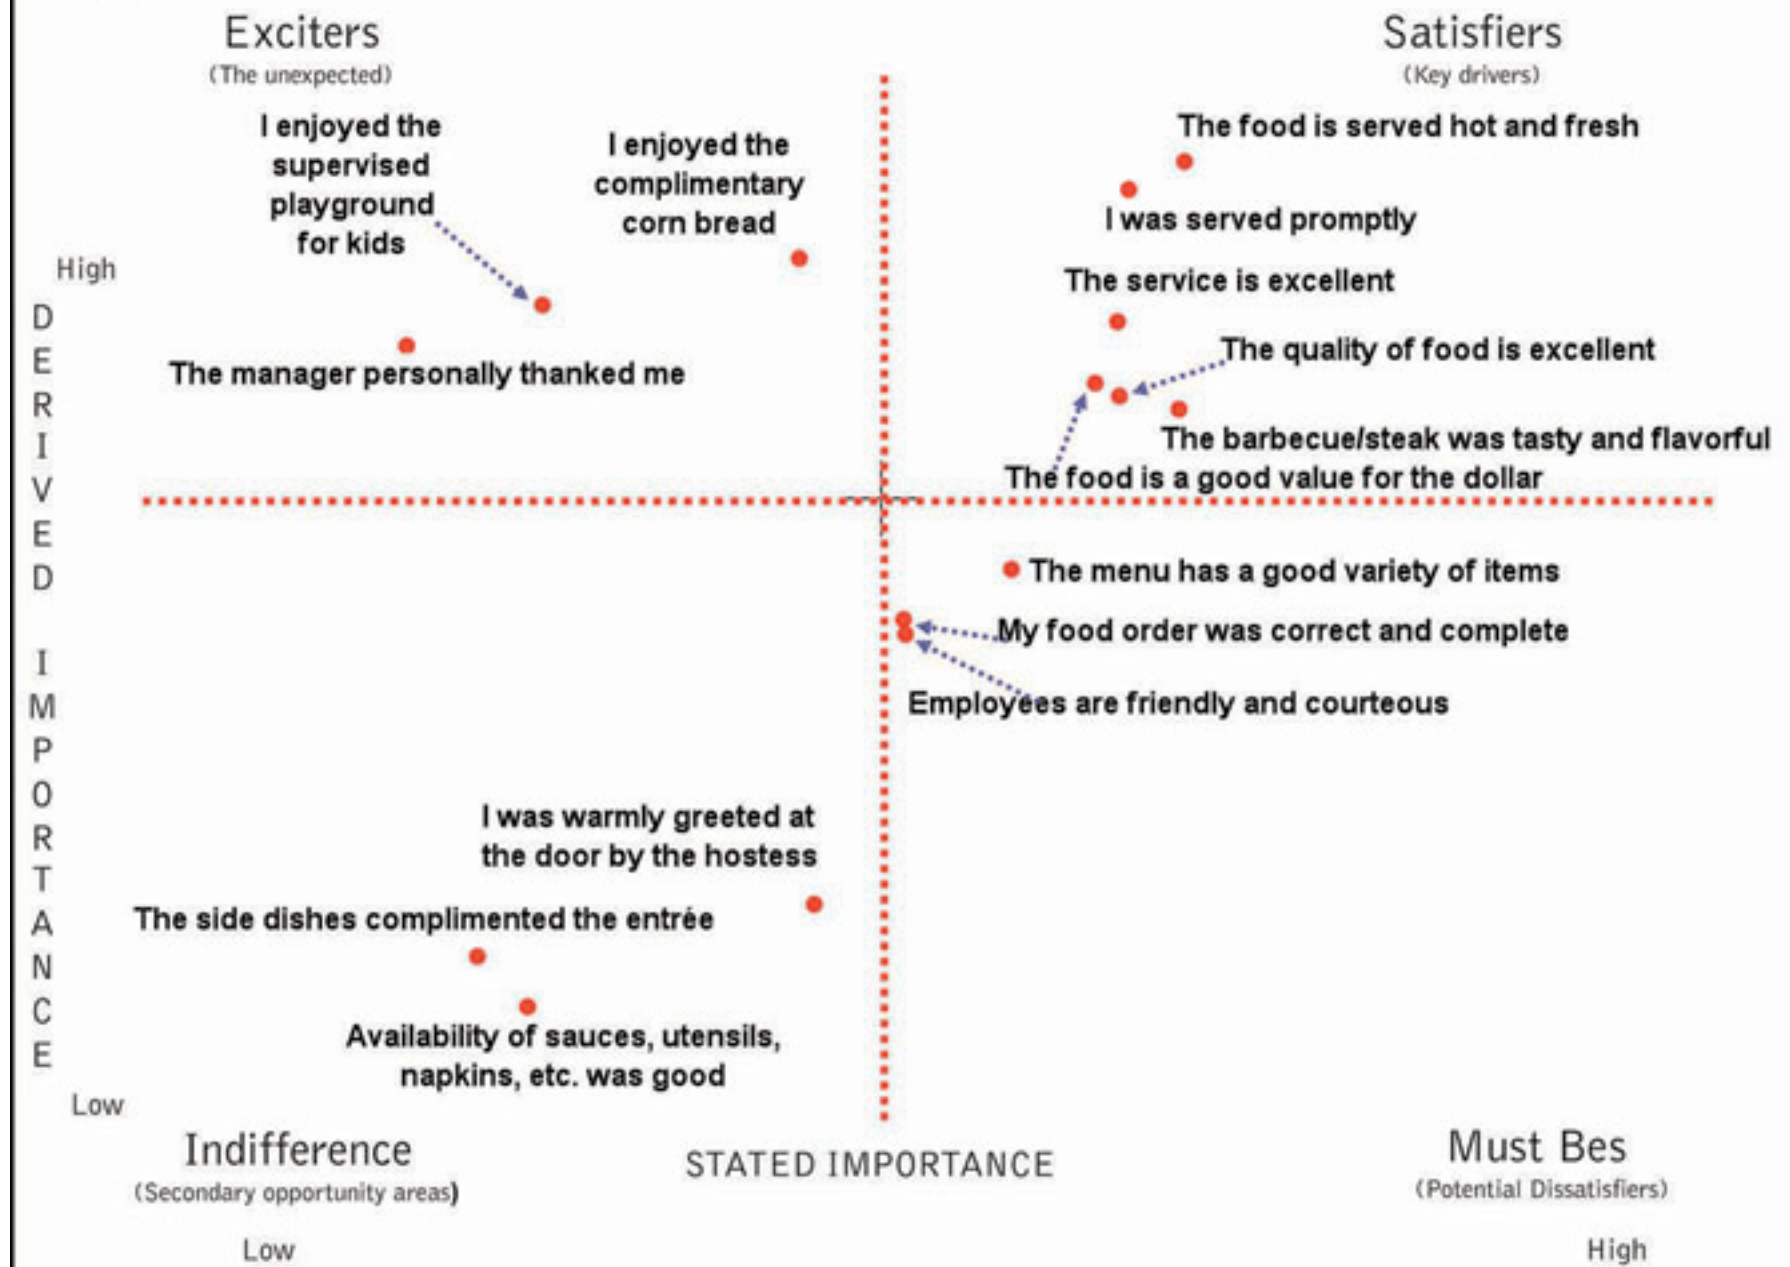 Exciters
(The unexpected)
Satisfiers
(Key drivers)
I enjoyed the
supervised
playground
for kids
I enjoyed the
complimentary
corn bread
The food is served hot and fresh
I was served promptly
The service is excellent
The quality of food is excellent
The manager personally thanked me
The barbecue/steak was tasty and flavorful
The food is a good value for the dollar
High
DERIVED IMPORTANCE
Low
The menu has a good variety of items
My food order was correct and complete
Employees are friendly and courteous
I was warmly greeted at
the door by the hostess
The side dishes complimented the entrée
Availability of sauces, utensils,
napkins, etc. was good
Indifference
(Secondary opportunity areas)
STATED IMPORTANCE
Must Bes
(Potential Dissatisfiers)
Low
High